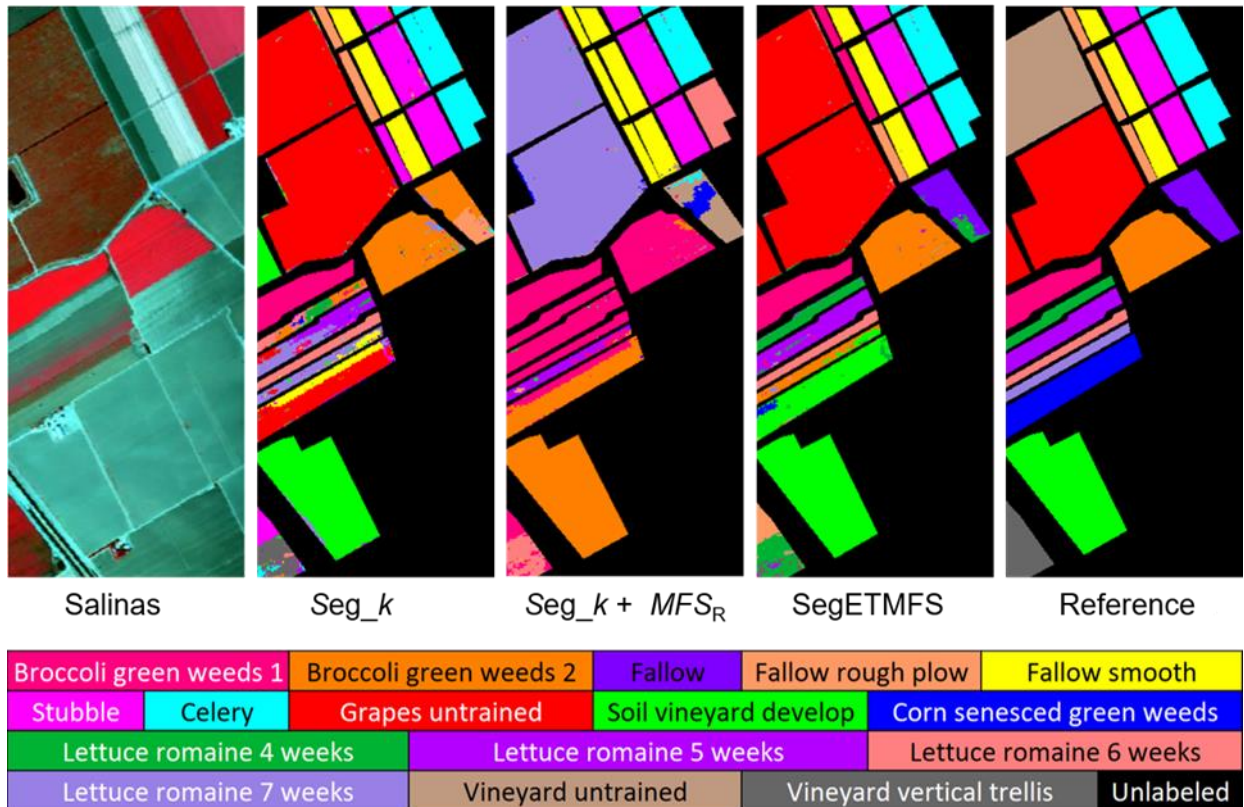 Salinas Seg_k Seg_k + MFS_R SegETMFS Reference
Broccoli green weeds 1 Broccoli green weeds 2 Fallow Fallow rough plow Fallow smooth
Stubble Celery Grapes untrained Soil vineyard develop Corn senesced green weeds
Lettuce romaine 4 weeks Lettuce romaine 5 weeks Lettuce romaine 6 weeks
Lettuce romaine 7 weeks Vineyard untrained Vineyard vertical trellis Unlabeled